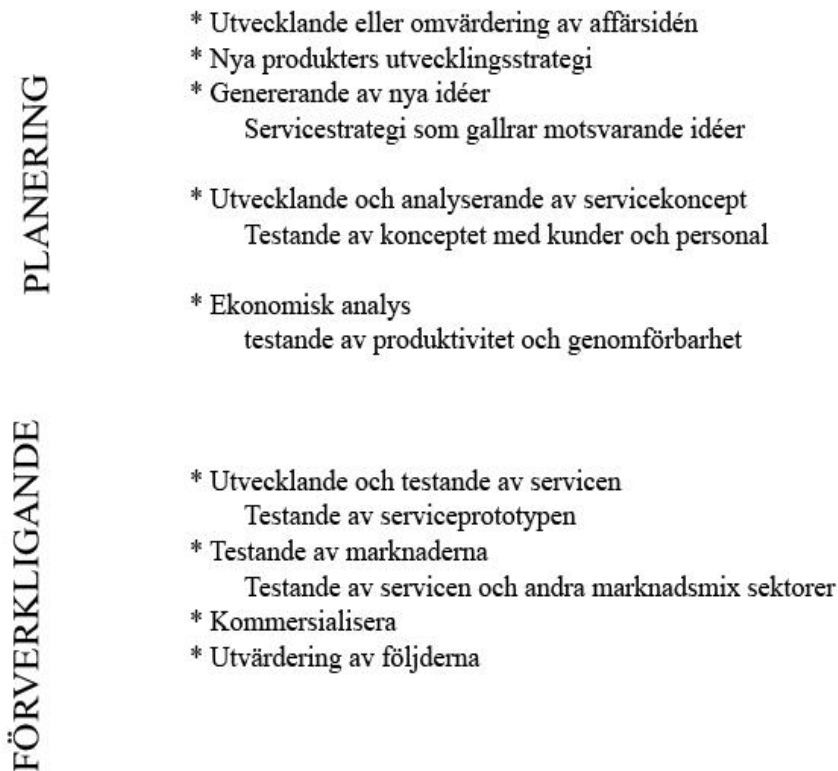 PLANERING
* Utvecklande eller omvärdering av affärsidén
* Nya produkters utvecklingsstrategi
* Genererande av nya idéer
Servicestrategi som gallrar motsvarande idéer
* Utvecklande och analyserande av servicekoncept
Testande av konceptet med kunder och personal
* Ekonomisk analys
testande av produktivitet och genomförbarhet
FÖRVERKLIGANDE
* Utvecklande och testande av servicen
Testande av serviceprototypen
* Testande av marknaderna
Testande av servicen och andra marknadsmix sektorer
* Kommersialisera
* Utvärdering av följderna